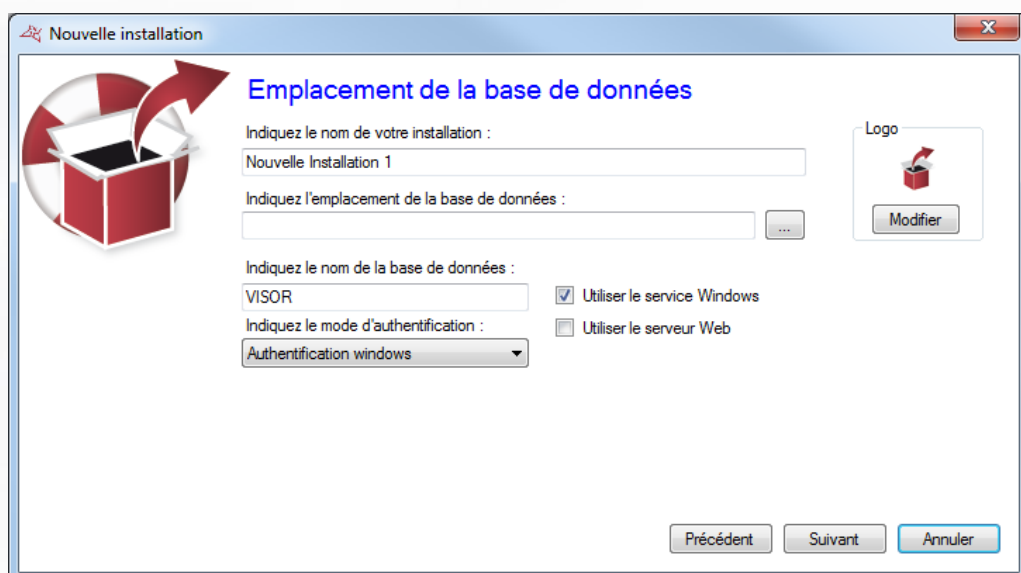 Nouvelle installation
Emplacement de la base de données
Indiquez le nom de votre installation :
Nouvelle Installation 1
Logo
Modifier
Indiquez l'emplacement de la base de données :
...
Indiquez le nom de la base de données :
VISOR
Utiliser le service Windows
Indiquez le mode d'authentification :
Utiliser le serveur Web
Authentification windows
Précédent
Suivant
Annuler